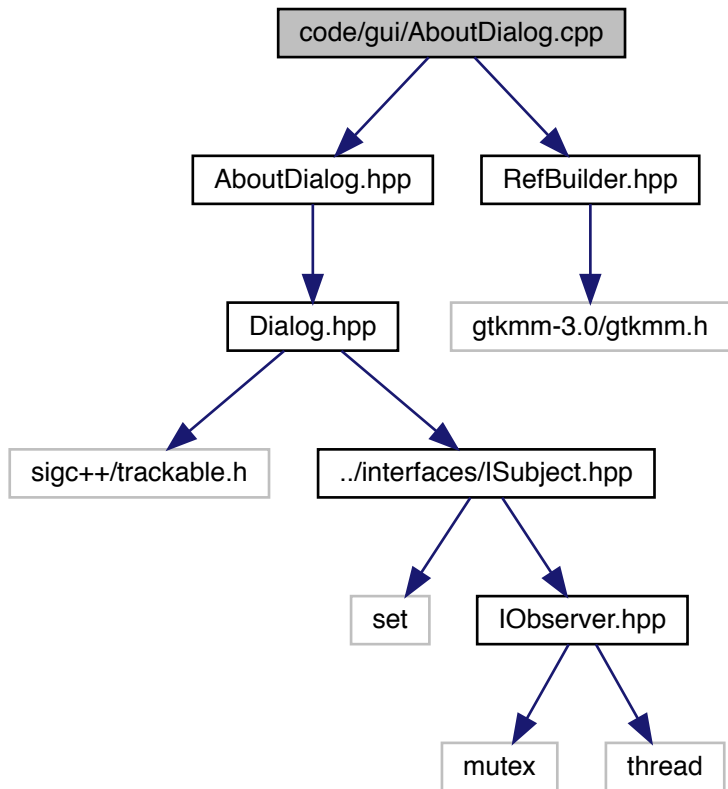 code/gui/AboutDialog.cpp
AboutDialog.hpp
RefBuilder.hpp
Dialog.hpp
gtkmm-3.0/gtkmm.h
sigc++/trackable.h
../interfaces/ISubject.hpp
set
IObserver.hpp
mutex
thread